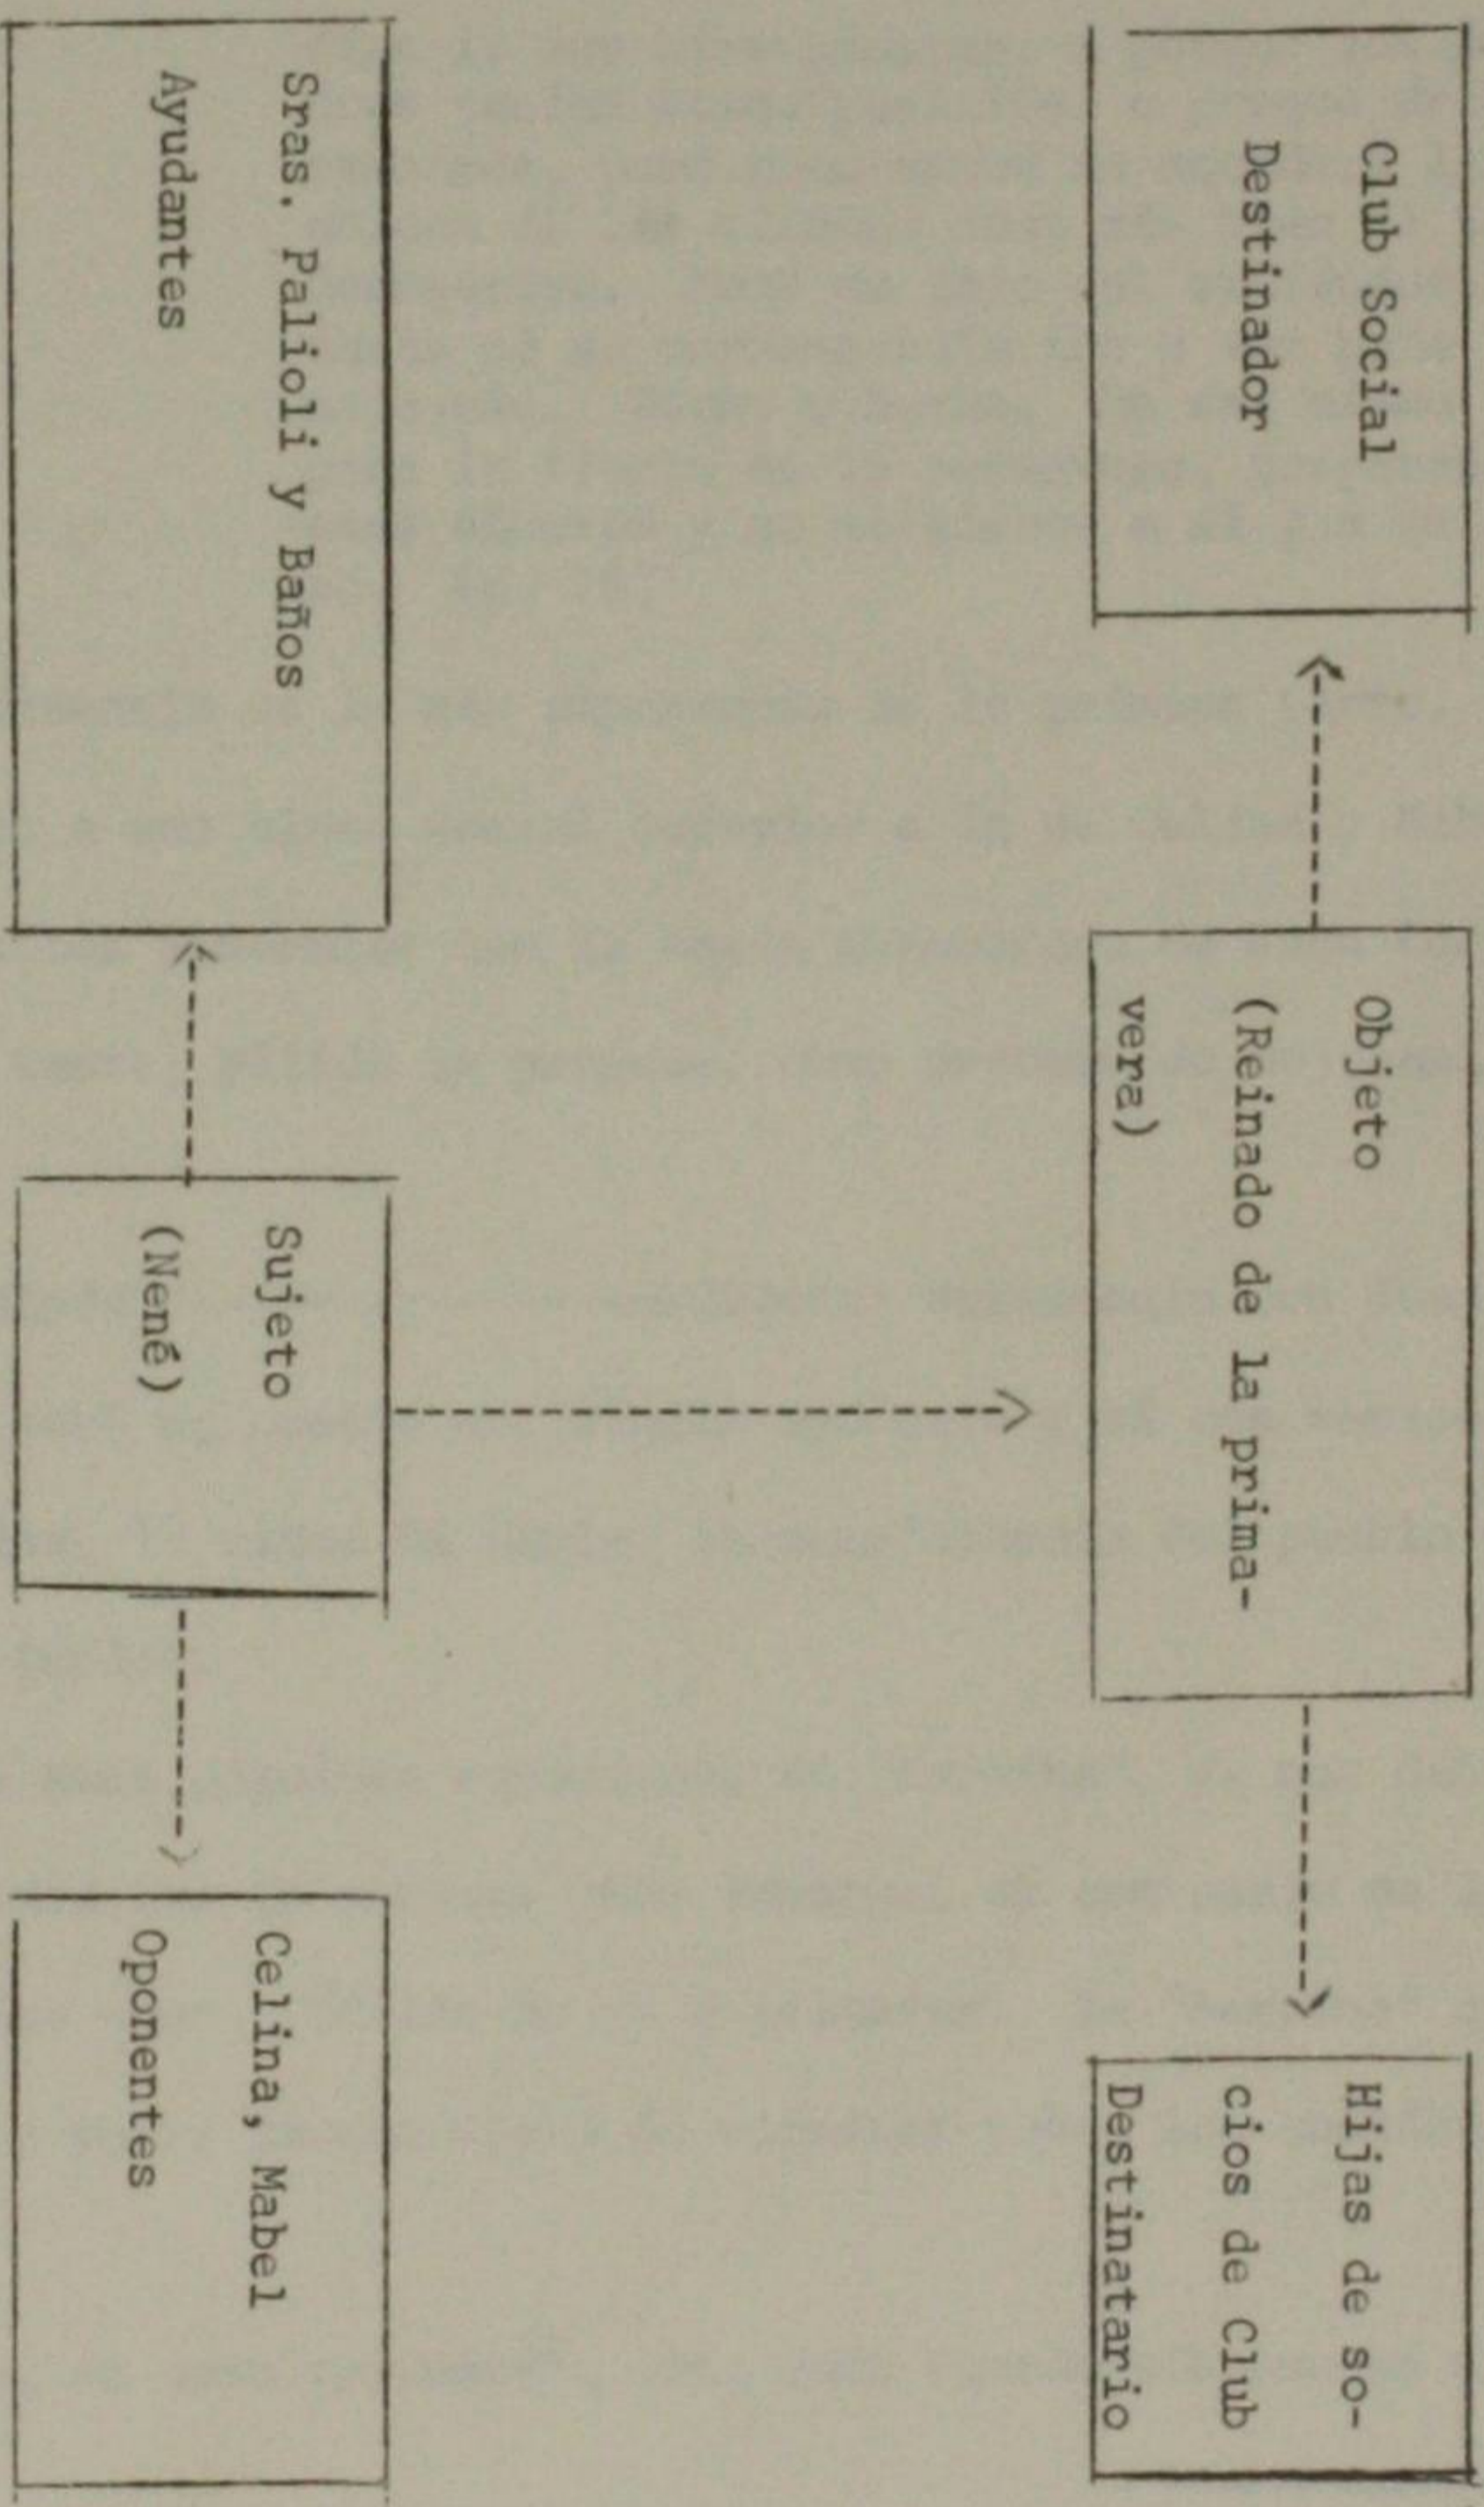 Club Social
Destinador
Objeto
(Reinado de la prima-
vera)
Hijas de so-
cios de Club
Destinatario
Sras. Palioli y Baños
Ayudantes
Sujeto
(Nené)
Celina, Mabel
Oponentes